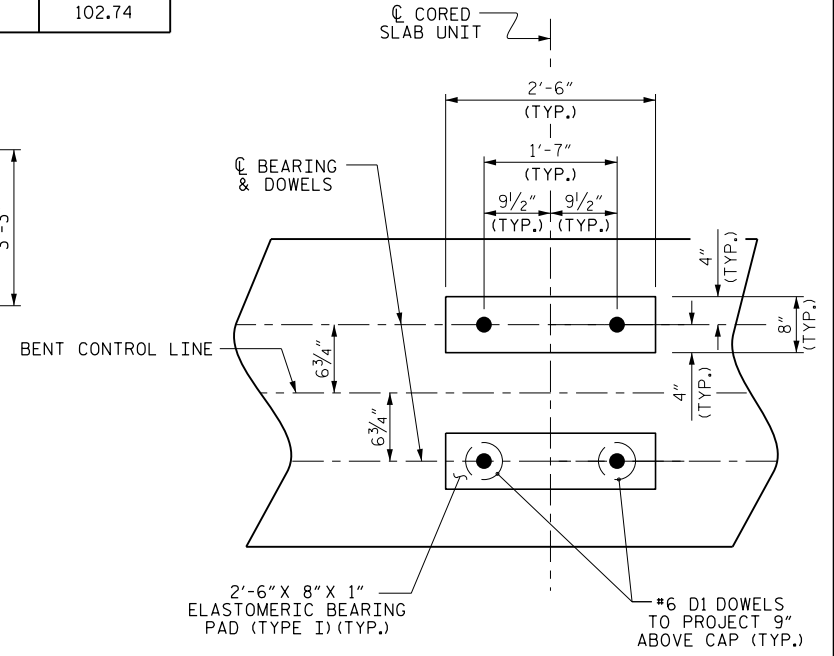 102.74
℄ CORED
SLAB UNIT
2'-6"
(TYP.)
1'-7"
(TYP.)
℄ BEARING
& DOWELS
9½" 9½"
(TYP.) (TYP.)
4"
(TYP.)
8"
(TYP.)
BENT CONTROL LINE
6¾"
4"
(TYP.)
6¾"
2'-6" X 8" X 1"
ELASTOMERIC BEARING
PAD (TYPE I) (TYP.)
#6 D1 DOWELS
TO PROJECT 9"
ABOVE CAP (TYP.)